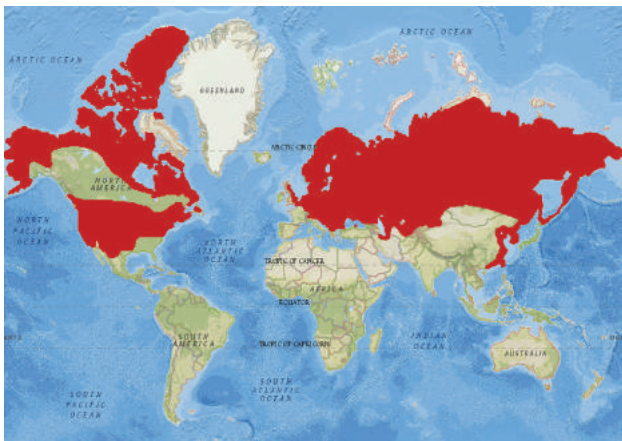 ARCTIC OCEAN
ARCTIC OCEAN
GREENLAND
ARCTIC CIRCLE
NORTH
AMERICA
NORTH
PACIFIC
OCEAN
NORTH
ATLANTIC
OCEAN
TROPIC OF CANCER
AFRICA
EQUATOR
SOUTH
AMERICA
INDIAN
OCEAN
TROPIC OF CAPRICORN
AUSTRALIA
SOUTH
PACIFIC
OCEAN
SOUTH
ATLANTIC
OCEAN